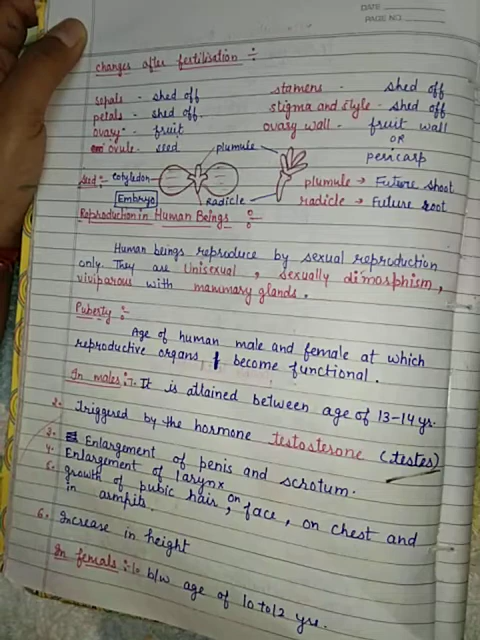 DATE
PAGE NO.
changes after fertilisation :-
sepals - shed off
stamens - shed off
petals - shed off.
stigma and style - shed off
ovary - fruit
ovary wall - fruit wall
OR
pericarp
ovule - seed
plumule
Seed :- cotyledon
Embryo
radicle
plumule → Future shoot
radicle → Future root
Reproduction in Human Beings :-
Human beings reproduce by sexual reproduction
only. They are Unisexual, sexually dimorphism,
viviparous with mammary glands.
Puberty :-
Age of human male and female at which
reproductive organs become functional.
In males :- 1. It is attained between age of 13-14 yr.
2. Triggered by the hormone testosterone (testes)
3. Enlargement of penis and scrotum.
4. Enlargement of larynx
5. growth of pubic hair, on face, on chest and
in armpits.
6. Increase in height
In femals :- 1. b/w age of 10 to 12 yrs.